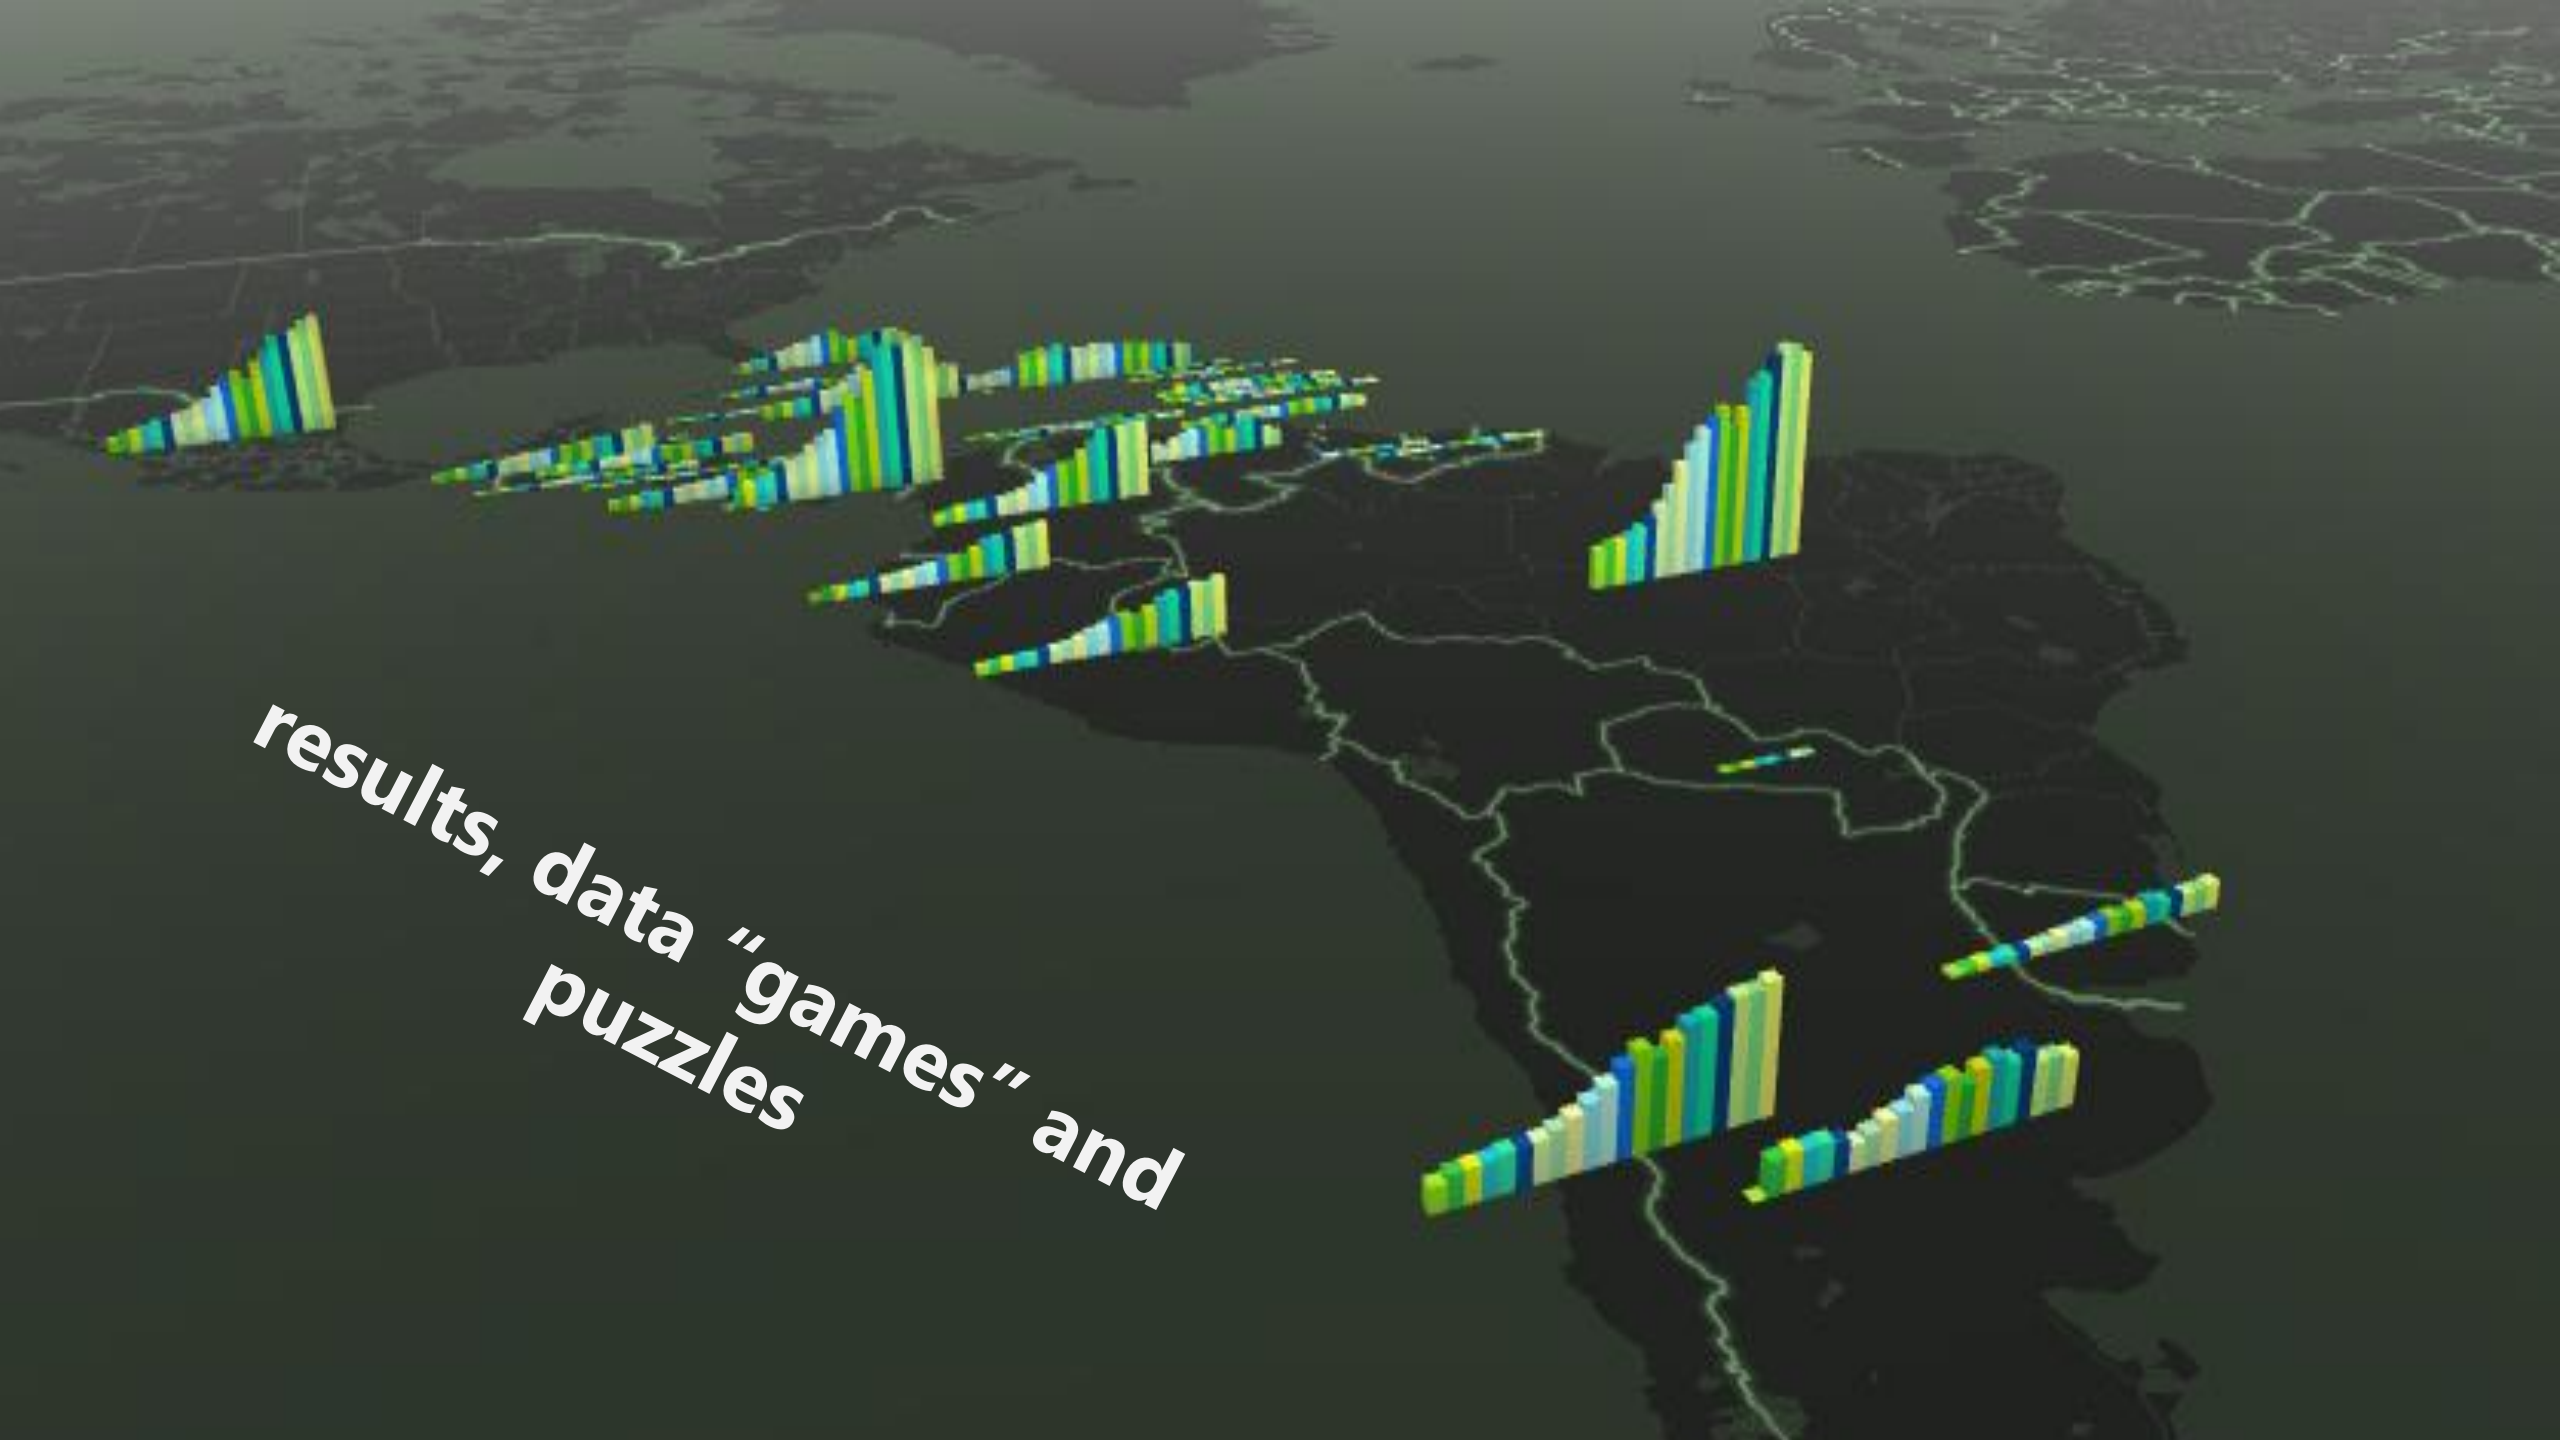 results, data “games” and
puzzles